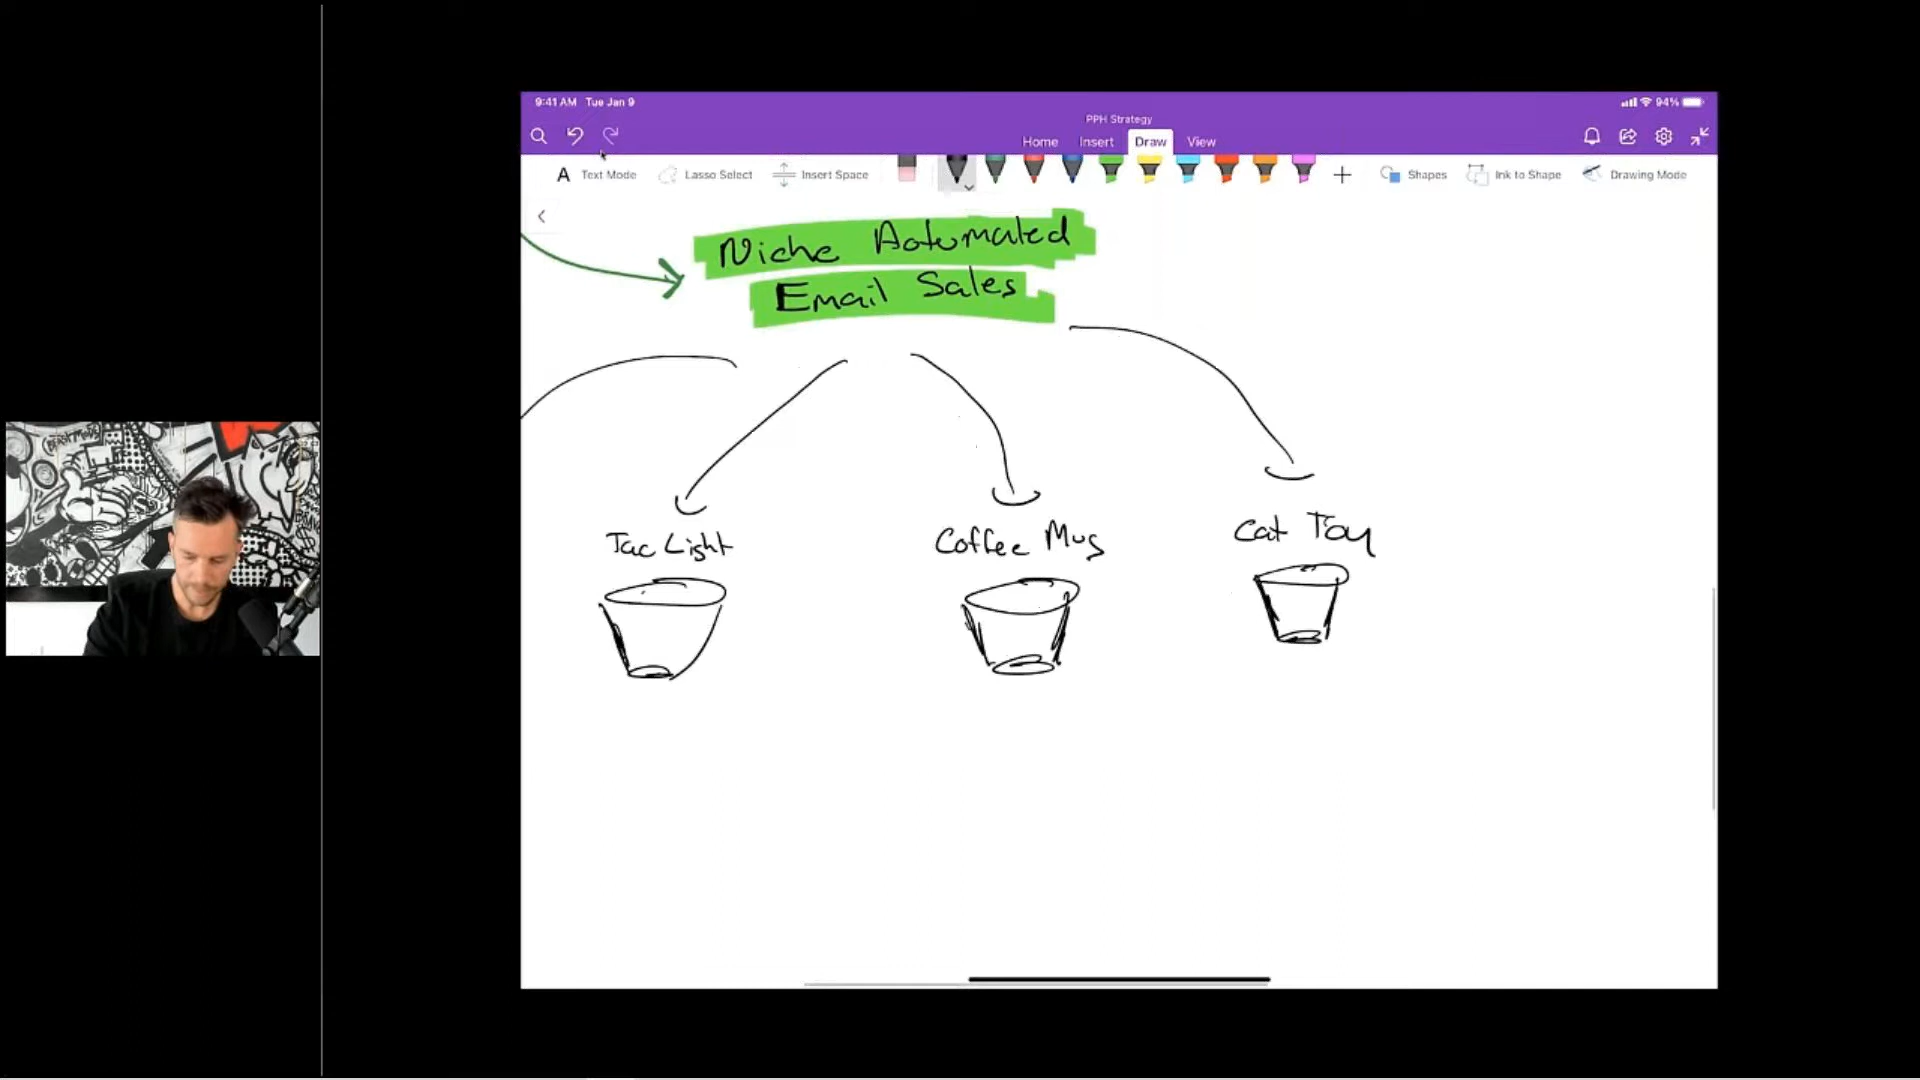 9:41 AM Tue Jan 9
94%
PPH Strategy
Home Insert Draw View
A Text Mode Lasso Select Insert Space Shapes Ink to Shape Drawing Mode
Niche Automated
Email Sales
Tac Light
Coffee Mug
Cat Toy
BEASTMODE